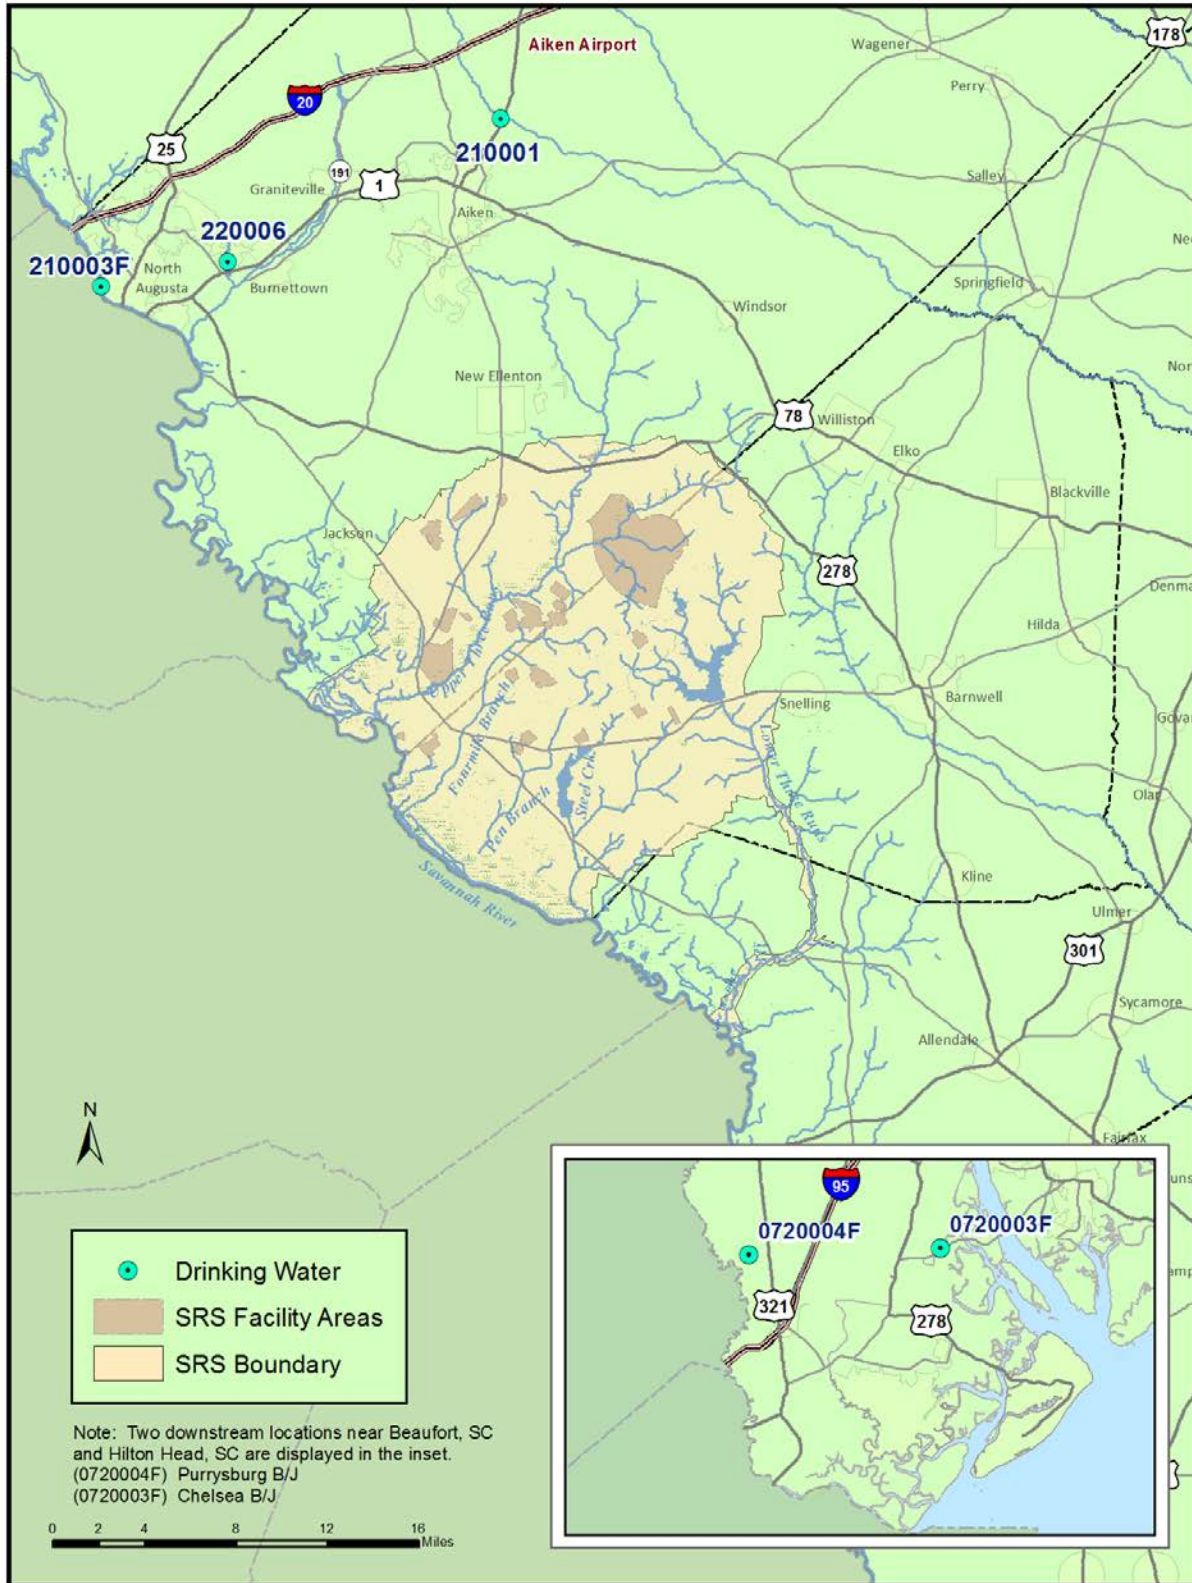 Aiken Airport
Wagener
178
Perry
20
25
210001
191
Graniteville
1
Salley
Aiken
220006
210003F
North
Augusta
Burnettown
Springfield
Windsor
New Ellenton
78
Williston
Elko
Blackville
Jackson
278
Denma
Hilda
Upper Three Runs
Fourmile Branch
Snelling
Barnwell
Govan
Lower Three Runs
Steel Crk.
Pen Branch
Olar
Savannah River
Kline
Ulmer
301
Sycamore
Allendale
Fairfax
N
95
0720004F
0720003F
321
278
Drinking Water
SRS Facility Areas
SRS Boundary
Note: Two downstream locations near Beaufort, SC
and Hilton Head, SC are displayed in the inset.
(0720004F) Purrysburg B/J
(0720003F) Chelsea B/J
0 2 4 8 12 16
Miles